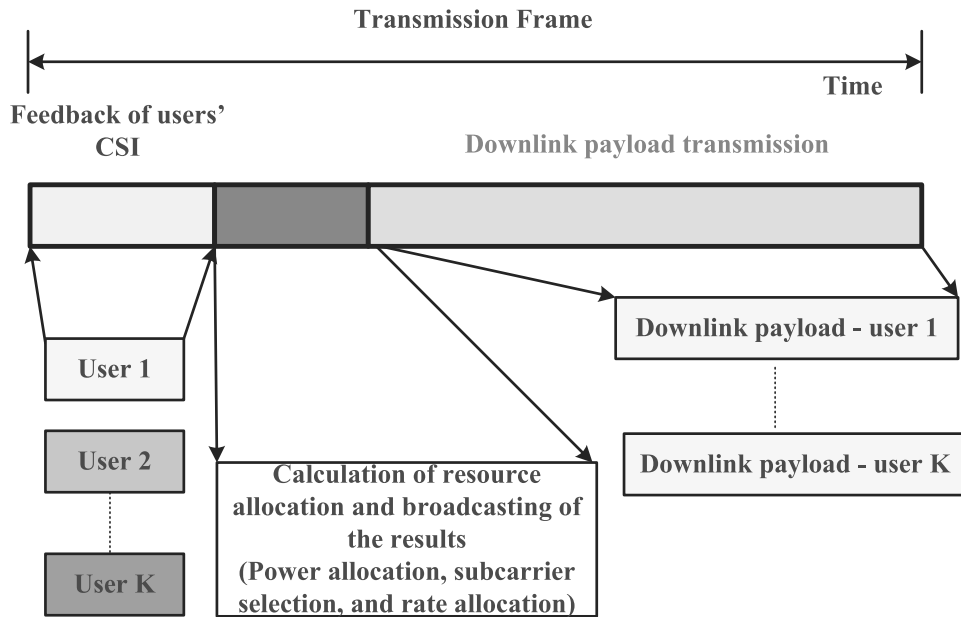 Transmission Frame
Time
Feedback of users'
CSI
Downlink payload transmission
User 1
User 2
User K
Calculation of resource
allocation and broadcasting of
the results
(Power allocation, subcarrier
selection, and rate allocation)
Downlink payload - user 1
Downlink payload - user K